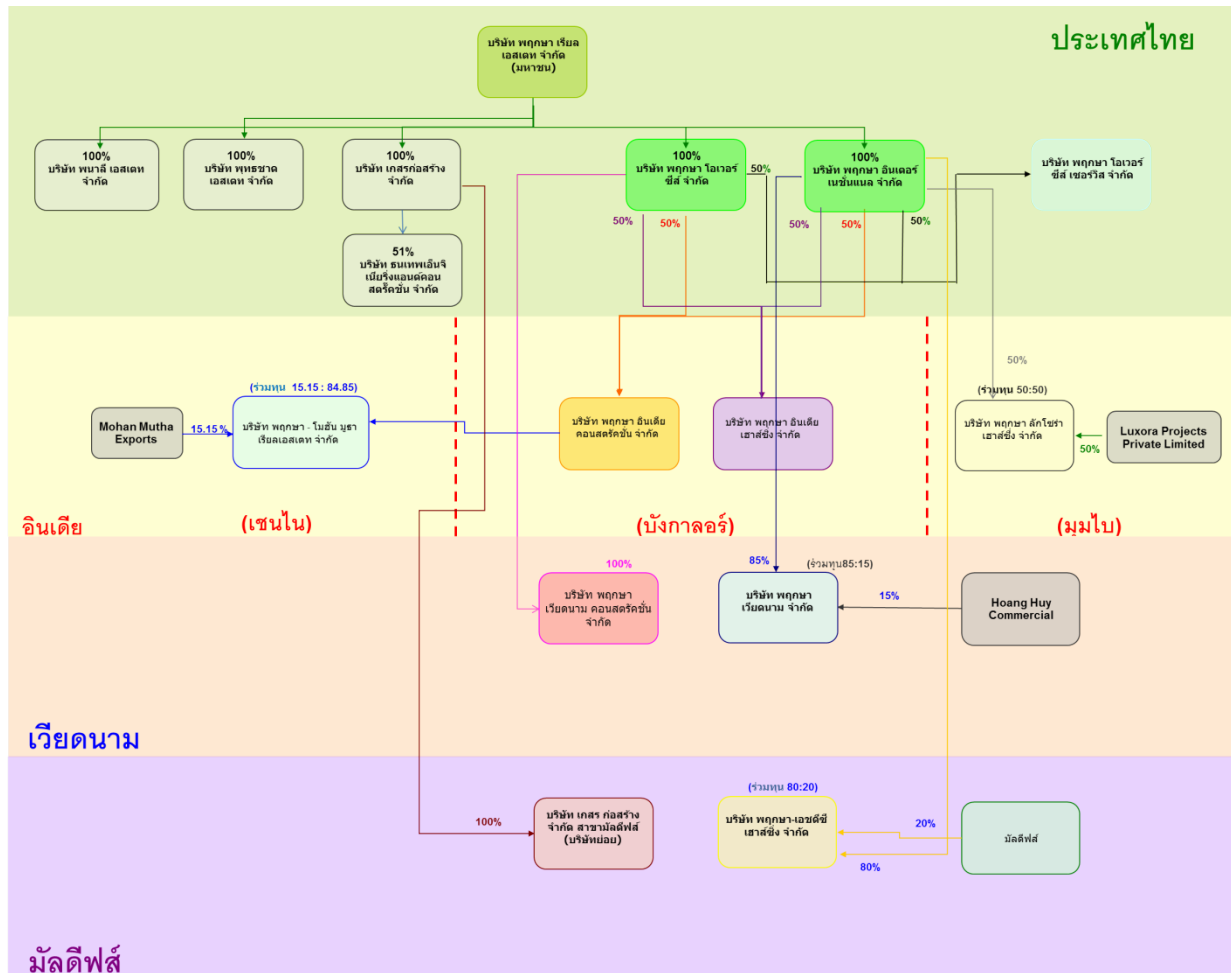 ประเทศไทย
บริษัท พฤกษา เรียล
เอสเตท จำกัด
(มหาชน)
100%
บริษัท พนาลี เอสเตท
จำกัด
100%
บริษัท พุทธชาด
เอสเตท จำกัด
100%
บริษัท เกสรก่อสร้าง
จำกัด
100%
บริษัท พฤกษา โอเวอร์
ซีส์ จำกัด
50%
100%
บริษัท พฤกษา อินเตอร์
เนชั่นแนล จำกัด
บริษัท พฤกษา โอเวอร์
ซีส์ เซอร์วิส จำกัด
50%
50%
50%
50%
50%
51%
บริษัท ธนเทพเอ็นจิ
เนียริ่งแอนด์คอน
สตรั๊คชั่น จำกัด
50%
(ร่วมทุน 15.15 : 84.85)
(ร่วมทุน 50:50)
Mohan Mutha
Exports
15.15%
บริษัท พฤกษา - โมฮัน มูธา
เรียลเอสเตท จำกัด
บริษัท พฤกษา อินเดีย
คอนสตรัคชั่น จำกัด
บริษัท พฤกษา อินเดีย
เฮาส์ซิ่ง จำกัด
บริษัท พฤกษา ลักโซร่า
เฮาส์ซิ่ง จำกัด
50%
Luxora Projects
Private Limited
อินเดีย
(เชนไน)
(บังกาลอร์)
(มุมไบ)
100%
85%
(ร่วมทุน85:15)
บริษัท พฤกษา
เวียดนาม คอนสตรัคชั่น
จำกัด
บริษัท พฤกษา
เวียดนาม จำกัด
15%
Hoang Huy
Commercial
เวียดนาม
(ร่วมทุน 80:20)
100%
บริษัท เกสร ก่อสร้าง
จำกัด สาขามัลดีฟส์
(บริษัทย่อย)
บริษัท พฤกษา-เอชดีซี
เฮาส์ซิ่ง จำกัด
20%
80%
มัลดีฟส์
มัลดีฟส์